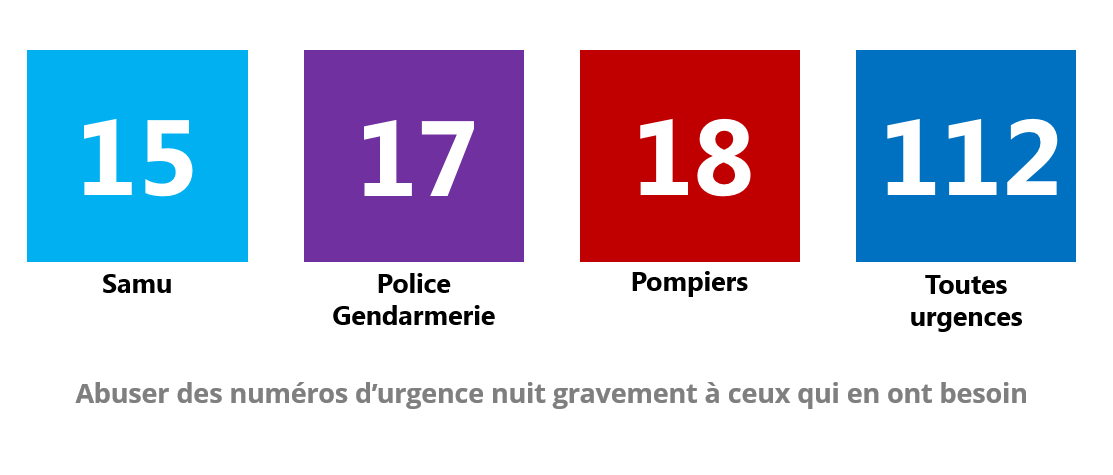 15
17
18
112
Samu
Police
Gendarmerie
Pompiers
Toutes
urgences
Abuser des numéros d’urgence nuit gravement à ceux qui en ont besoin